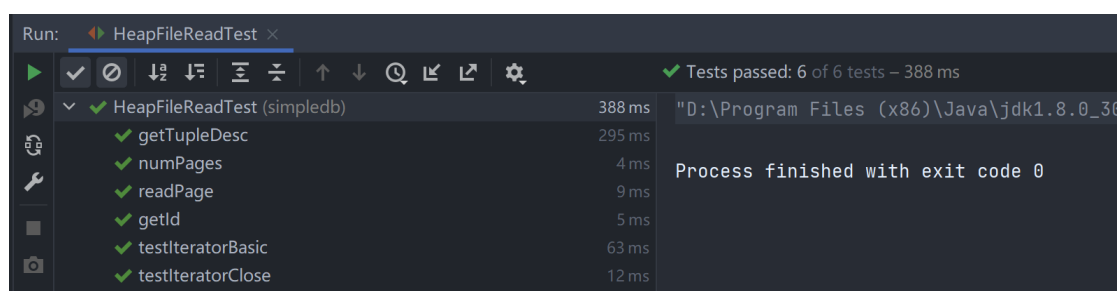 Run: HeapFileReadTest ×
Tests passed: 6 of 6 tests – 388 ms
HeapFileReadTest (simpledb) 388 ms
getTupleDesc 295 ms
numPages 4 ms
readPage 9 ms
getId 5 ms
testIteratorBasic 63 ms
testIteratorClose 12 ms
"D:\Program Files (x86)\Java\jdk1.8.0_30
Process finished with exit code 0